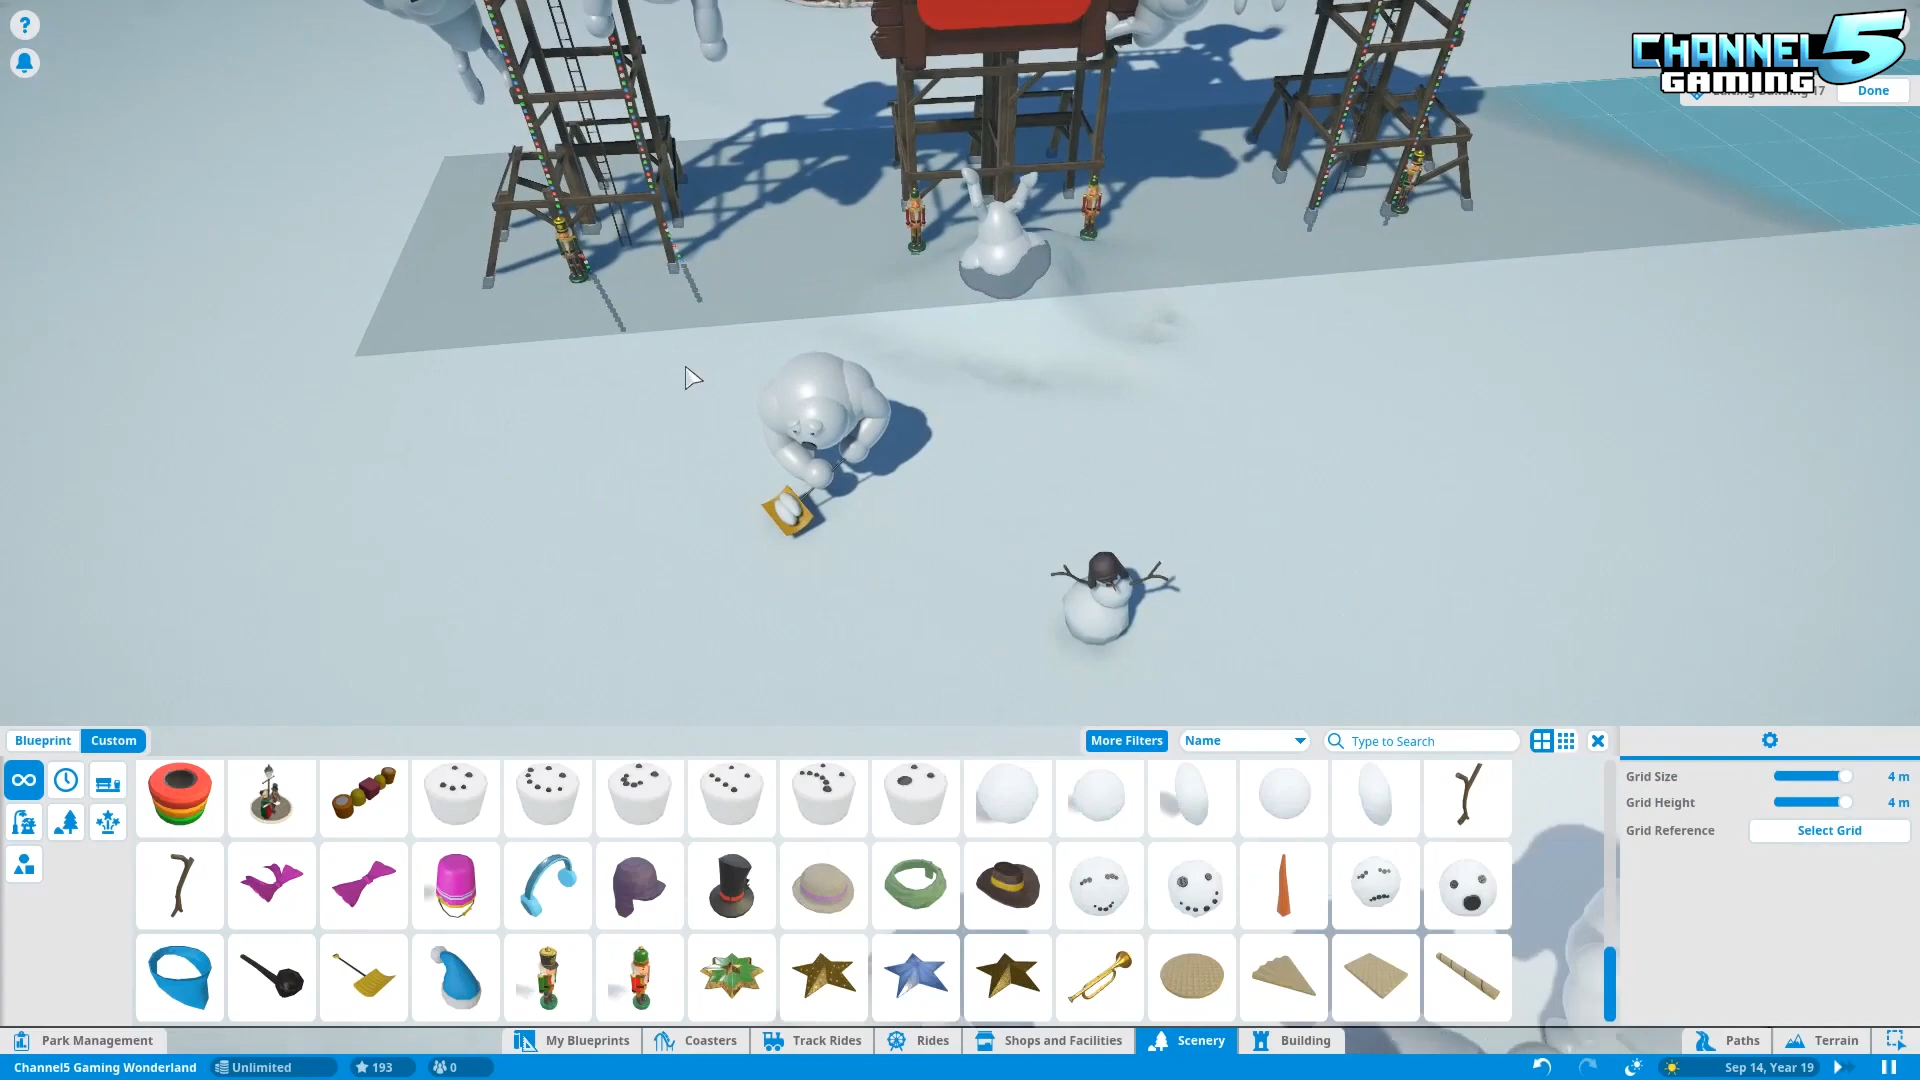 ?
CHANNEL 5
GAMING
17
Done
Blueprint
Custom
More Filters
Name
Type to Search
Grid Size
4 m
Grid Height
4 m
Grid Reference
Select Grid
Park Management
My Blueprints
Coasters
Track Rides
Rides
Shops and Facilities
Scenery
Building
Paths
Terrain
Channel5 Gaming Wonderland
Unlimited
193
0
Sep 14, Year 19